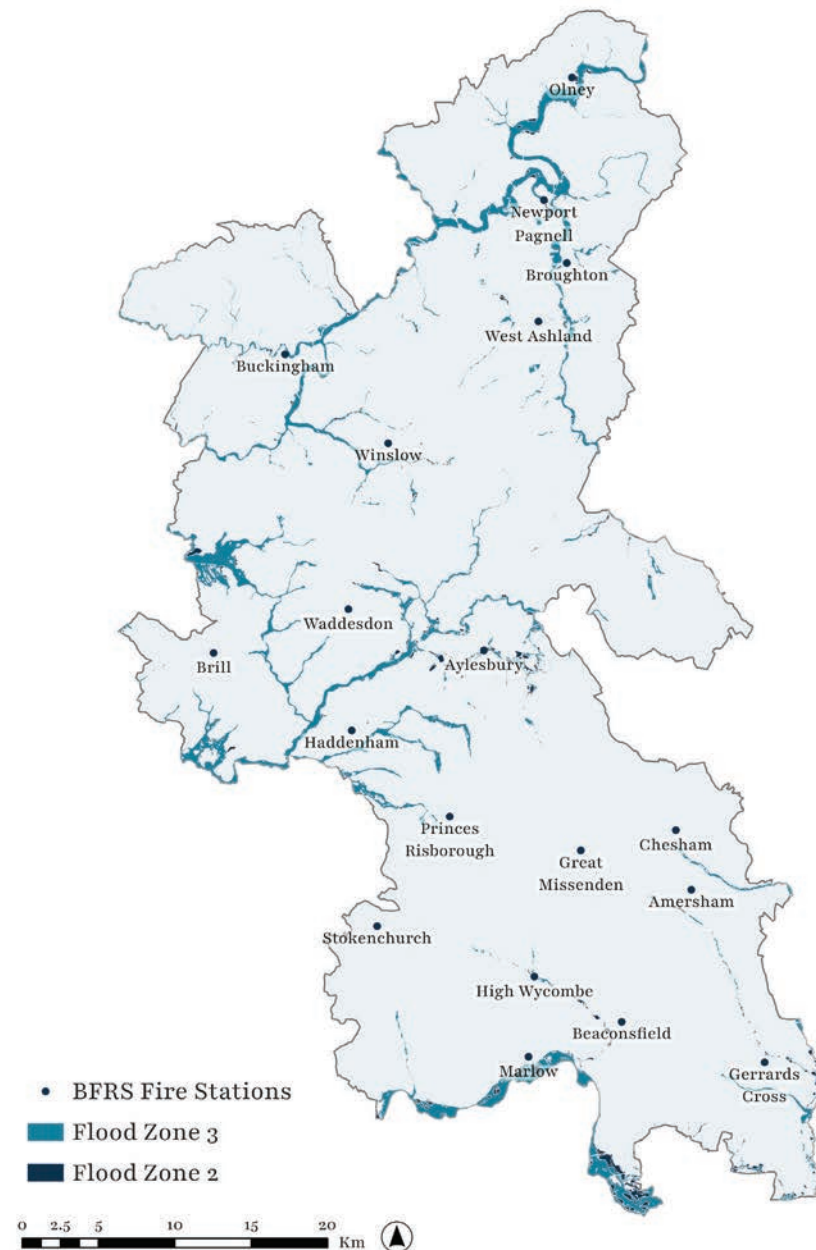 Olney
Newport
Pagnell
Broughton
West Ashland
Buckingham
Winslow
Waddesdon
Brill
Aylesbury
Haddenham
Princes
Risborough
Great
Missenden
Chesham
Amersham
Stokenchurch
High Wycombe
Beaconsfield
Marlow
Gerrards
Cross
BFRS Fire Stations
Flood Zone 3
Flood Zone 2
0 2.5 5 10 15 20
Km